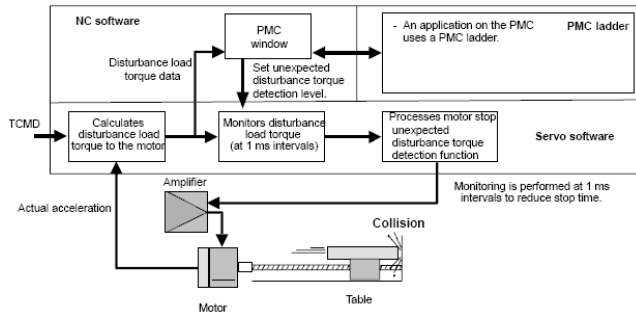 NC software
PMC
window
- An application on the PMC
uses a PMC ladder.
PMC ladder
Disturbance load
torque data
Set unexpected
disturbance torque
detection level.
TCMD
Calculates
disturbance load
torque to the motor
Monitors disturbance
load torque
(at 1 ms intervals)
Processes motor stop
unexpected
disturbance torque
detection function
Servo software
Amplifier
Monitoring is performed at 1 ms
intervals to reduce stop time.
Actual acceleration
Collision
Motor
Table